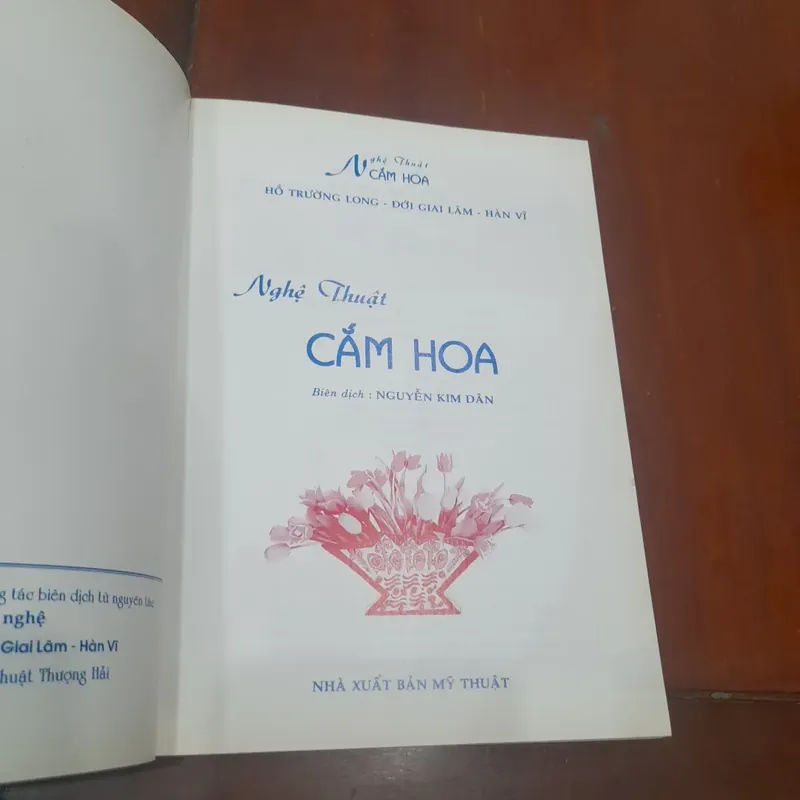 g tác biên dịch từ nguyên tác
nghệ
Giai Lâm - Hàn Vĩ
huật Thượng Hải
Nghệ Thuật
CẮM HOA
HỒ TRƯỜNG LONG - ĐỚI GIAI LÂM - HÀN VĨ
Nghệ Thuật
CẮM HOA
Biên dịch : NGUYỄN KIM DÂN
NHÀ XUẤT BẢN MỸ THUẬT